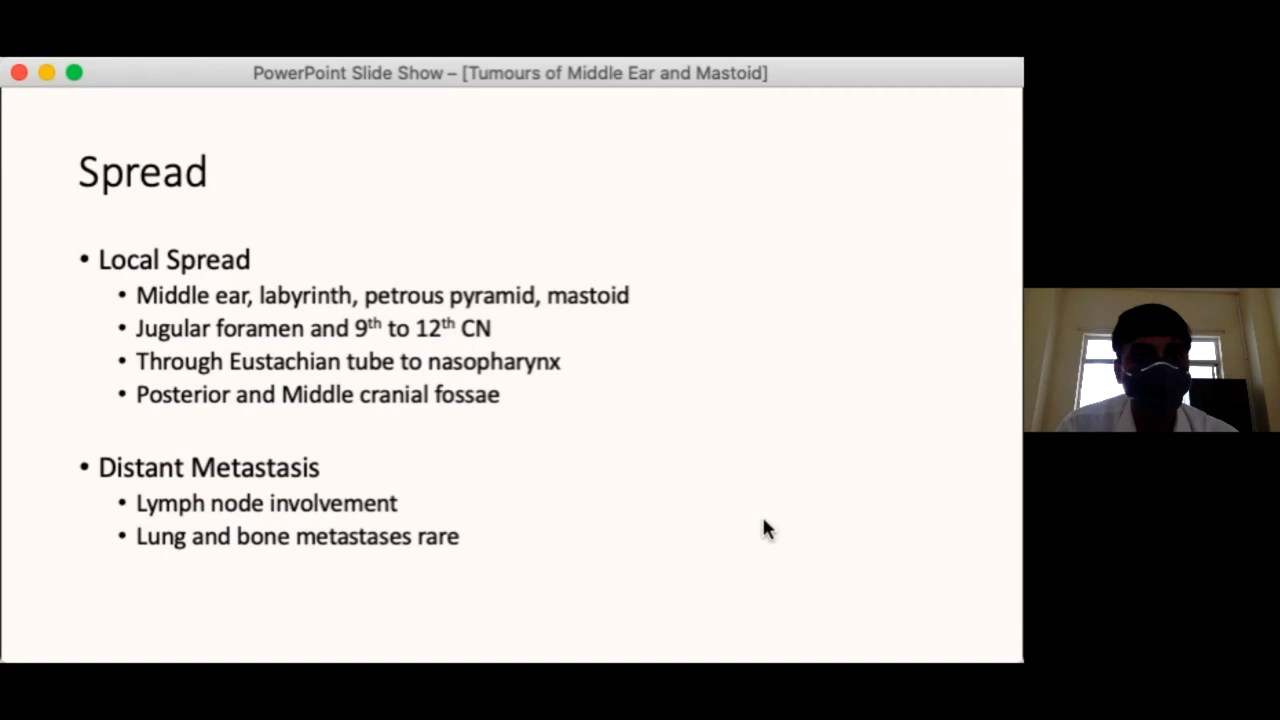 PowerPoint Slide Show – [Tumours of Middle Ear and Mastoid]
Spread
• Local Spread
• Middle ear, labyrinth, petrous pyramid, mastoid
• Jugular foramen and 9th to 12th CN
• Through Eustachian tube to nasopharynx
• Posterior and Middle cranial fossae
• Distant Metastasis
• Lymph node involvement
• Lung and bone metastases rare